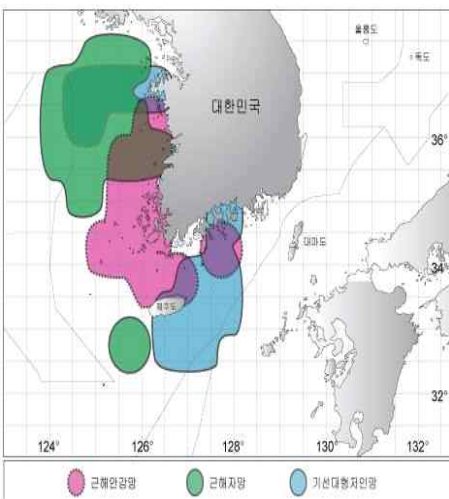 울릉도
독도
대한민국
36°
대마도
34°
제주도
32°
124° 126° 128° 130° 132°
근해안강망 근해자망 기선대형저인망